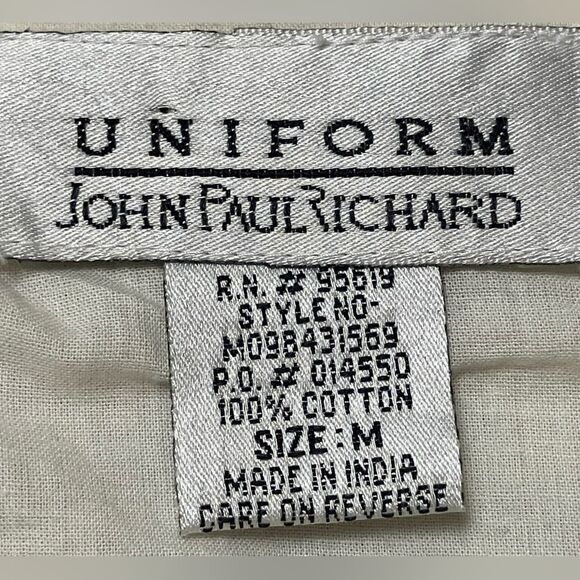 UNIFORM
JOHN PAUL RICHARD
R.N. # 95619
STYLE NO-
M098431569
P.O. # 014550
100% COTTON
SIZE: M
MADE IN INDIA
CARE ON REVERSE